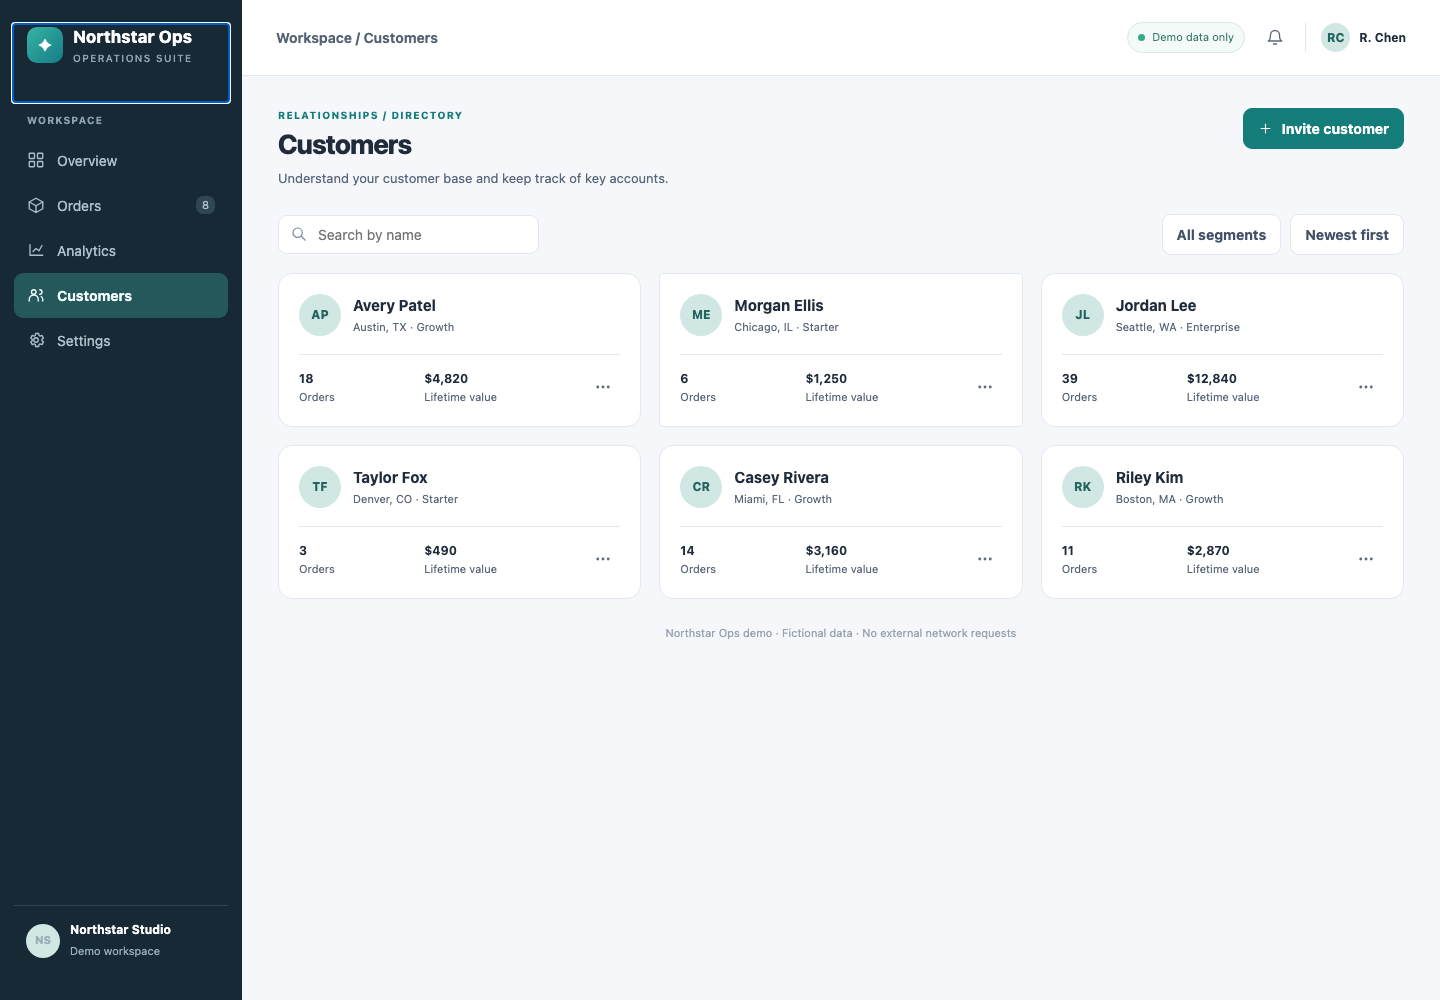 Northstar Ops
OPERATIONS SUITE
WORKSPACE
Overview
Orders 8
Analytics
Customers
Settings
Northstar Studio
NS
Demo workspace
Workspace / Customers
Demo data only
RC R. Chen
RELATIONSHIPS / DIRECTORY
Customers
Understand your customer base and keep track of key accounts.
+ Invite customer
Search by name
All segments
Newest first
AP
Avery Patel
Austin, TX · Growth
18
Orders
$4,820
Lifetime value
ME
Morgan Ellis
Chicago, IL · Starter
6
Orders
$1,250
Lifetime value
JL
Jordan Lee
Seattle, WA · Enterprise
39
Orders
$12,840
Lifetime value
TF
Taylor Fox
Denver, CO · Starter
3
Orders
$490
Lifetime value
CR
Casey Rivera
Miami, FL · Growth
14
Orders
$3,160
Lifetime value
RK
Riley Kim
Boston, MA · Growth
11
Orders
$2,870
Lifetime value
Northstar Ops demo · Fictional data · No external network requests